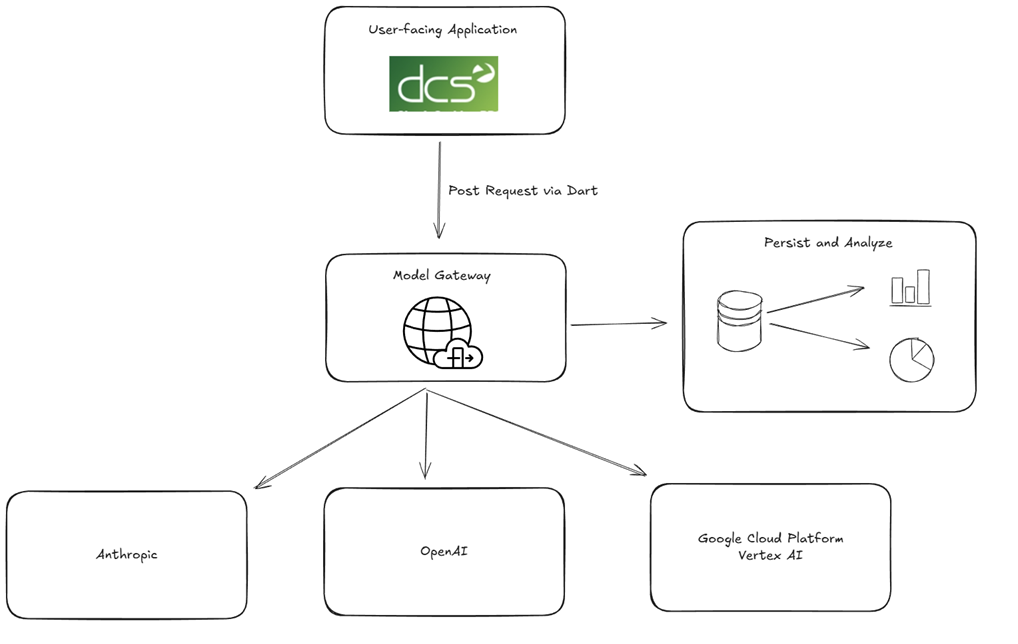 User-facing Application
dcs
Post Request via Dart
Model Gateway
Persist and Analyze
Anthropic
OpenAI
Google Cloud Platform
Vertex AI